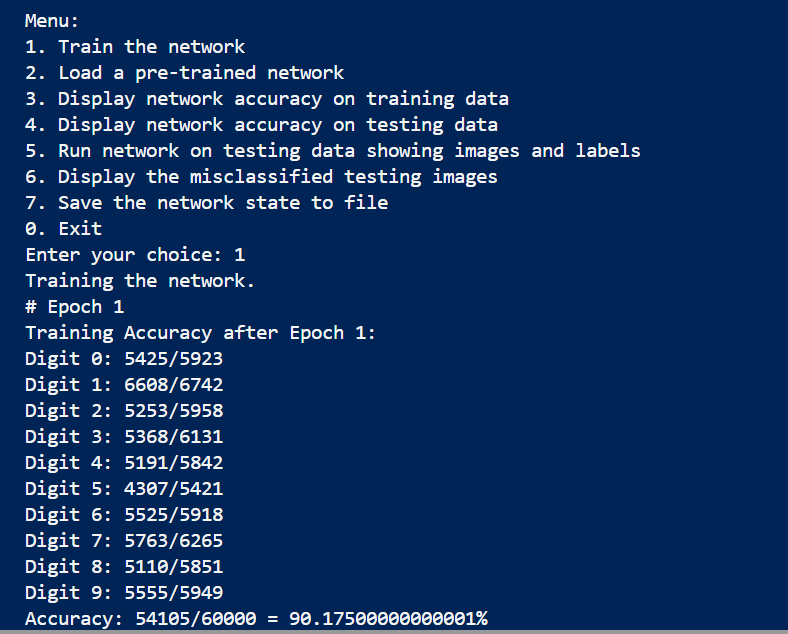 Menu:
1. Train the network
2. Load a pre-trained network
3. Display network accuracy on training data
4. Display network accuracy on testing data
5. Run network on testing data showing images and labels
6. Display the misclassified testing images
7. Save the network state to file
0. Exit
Enter your choice: 1
Training the network.
# Epoch 1
Training Accuracy after Epoch 1:
Digit 0: 5425/5923
Digit 1: 6608/6742
Digit 2: 5253/5958
Digit 3: 5368/6131
Digit 4: 5191/5842
Digit 5: 4307/5421
Digit 6: 5525/5918
Digit 7: 5763/6265
Digit 8: 5110/5851
Digit 9: 5555/5949
Accuracy: 54105/60000 = 90.17500000000001%